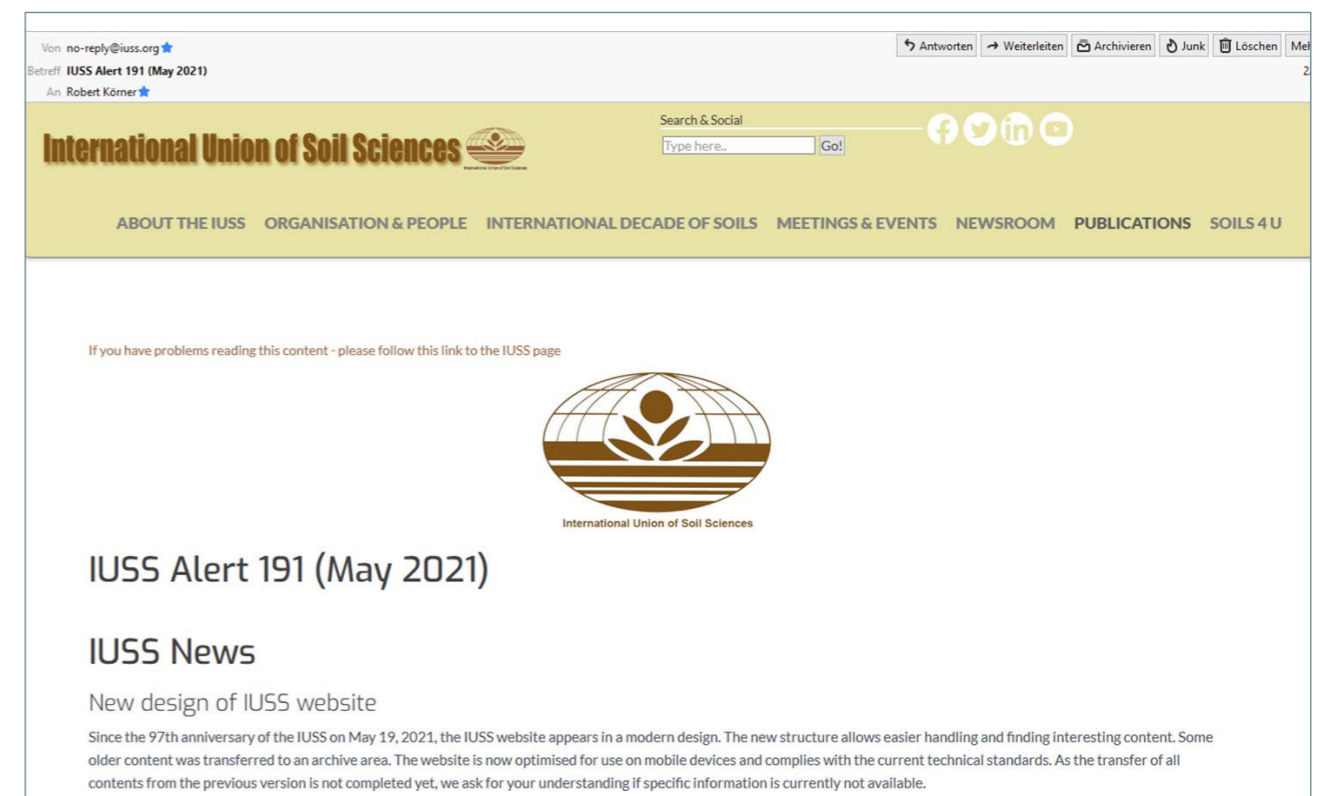 Von no-reply@iuss.org
Antworten Weiterleiten Archivieren Junk Löschen Meh
Betreff IUSS Alert 191 (May 2021)
2
An Robert Körner
Search & Social
International Union of Soil Sciences
Type here.. Go!
ABOUT THE IUSS ORGANISATION & PEOPLE INTERNATIONAL DECADE OF SOILS MEETINGS & EVENTS NEWSROOM PUBLICATIONS SOILS 4 U
If you have problems reading this content - please follow this link to the IUSS page
International Union of Soil Sciences
IUSS Alert 191 (May 2021)
IUSS News
New design of IUSS website
Since the 97th anniversary of the IUSS on May 19, 2021, the IUSS website appears in a modern design. The new structure allows easier handling and finding interesting content. Some
older content was transferred to an archive area. The website is now optimised for use on mobile devices and complies with the current technical standards. As the transfer of all
contents from the previous version is not completed yet, we ask for your understanding if specific information is currently not available.